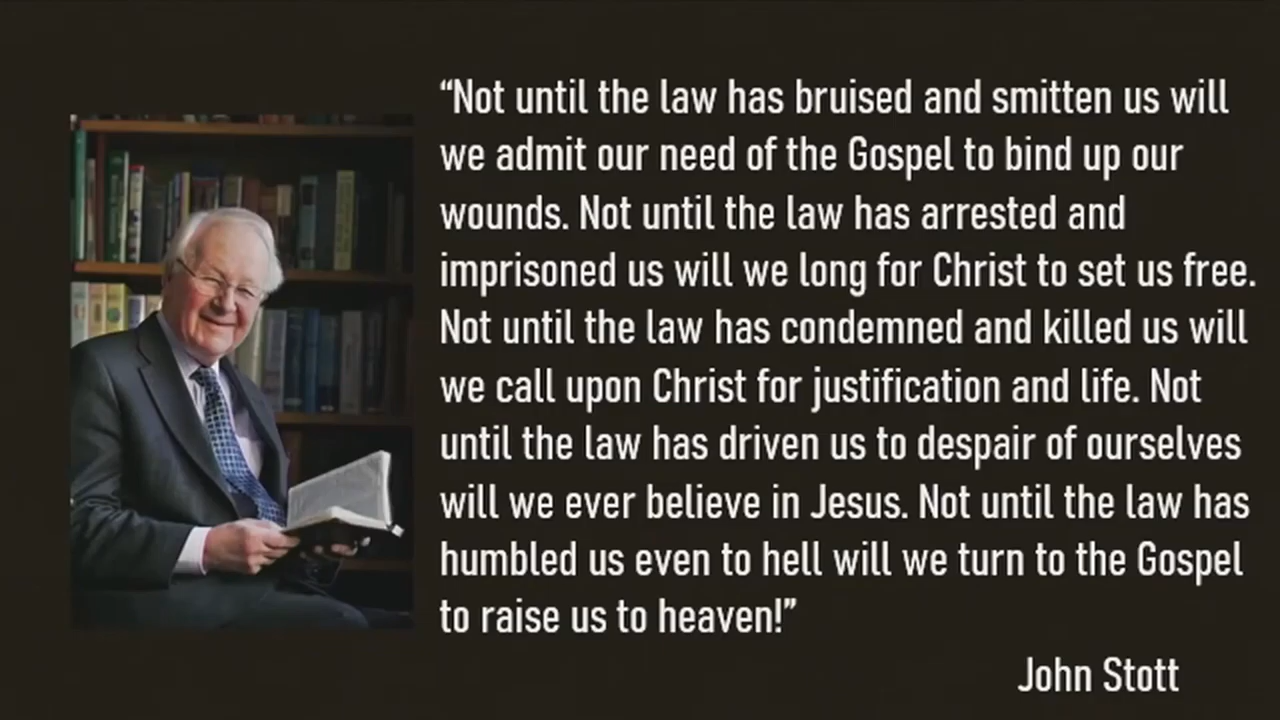 “Not until the law has bruised and smitten us will
we admit our need of the Gospel to bind up our
wounds. Not until the law has arrested and
imprisoned us will we long for Christ to set us free.
Not until the law has condemned and killed us will
we call upon Christ for justification and life. Not
until the law has driven us to despair of ourselves
will we ever believe in Jesus. Not until the law has
humbled us even to hell will we turn to the Gospel
to raise us to heaven!”
John Stott